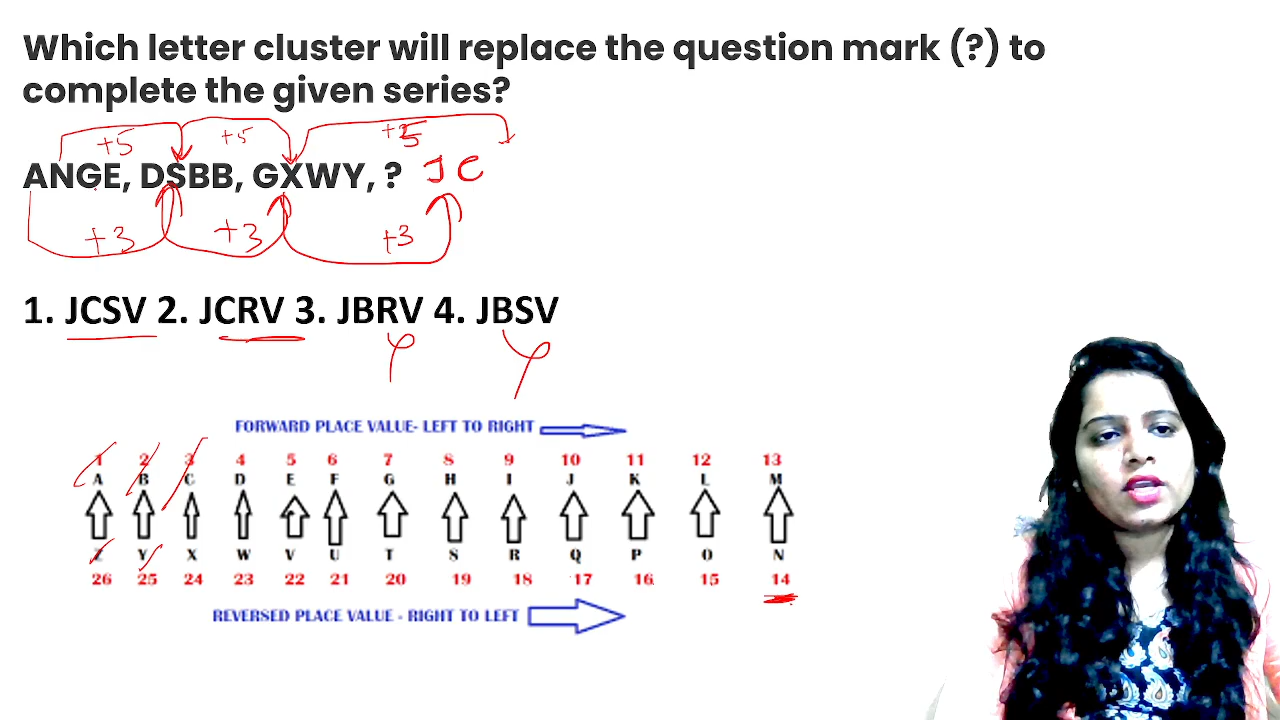 Which letter cluster will replace the question mark (?) to
complete the given series?
+5 +5 +5
ANGE, DSBB, GXWY, ? J C
+3 +3 +3
1. JCSV 2. JCRV 3. JBRV 4. JBSV
FORWARD PLACE VALUE- LEFT TO RIGHT
1 2 3 4 5 6 7 8 9 10 11 12 13
A B C D E F G H I J K L M
Z Y X W V U T S R Q P O N
26 25 24 23 22 21 20 19 18 17 16 15 14
REVERSED PLACE VALUE - RIGHT TO LEFT